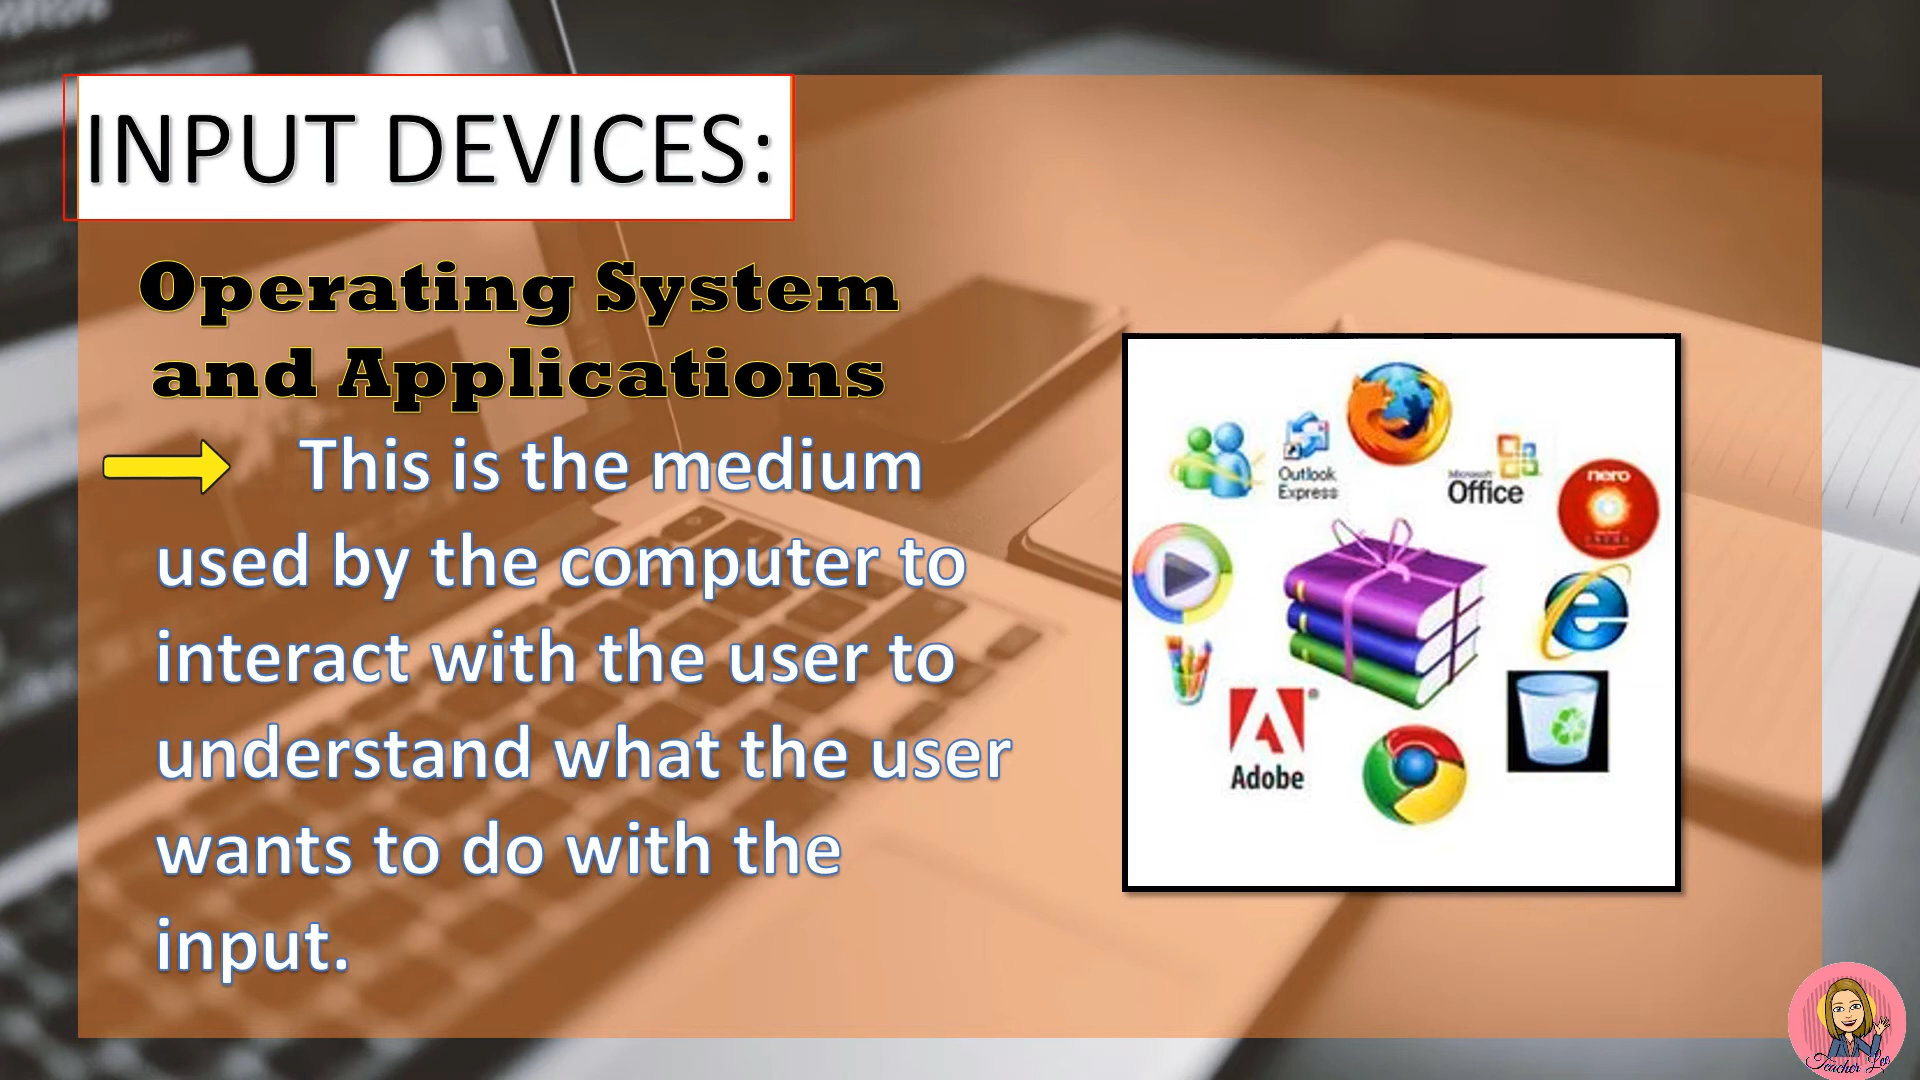 INPUT DEVICES:
Operating System
and Applications
This is the medium
used by the computer to
interact with the user to
understand what the user
wants to do with the
input.
Outlook
Express
Microsoft
Office
nero
Adobe
Teacher Lea